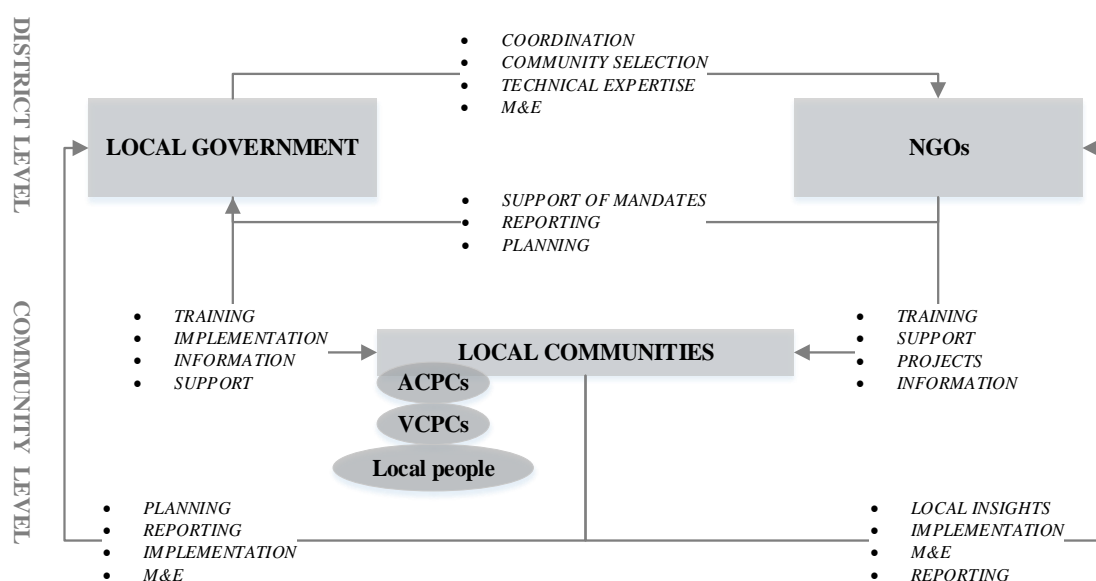 DISTRICT LEVEL
• COORDINATION
• COMMUNITY SELECTION
• TECHNICAL EXPERTISE
• M&E
LOCAL GOVERNMENT
NGOs
• SUPPORT OF MANDATES
• REPORTING
• PLANNING
COMMUNITY LEVEL
• TRAINING
• IMPLEMENTATION
• INFORMATION
• SUPPORT
LOCAL COMMUNITIES
ACPCs
VCPCs
Local people
• TRAINING
• SUPPORT
• PROJECTS
• INFORMATION
• PLANNING
• REPORTING
• IMPLEMENTATION
• M&E
• LOCAL INSIGHTS
• IMPLEMENTATION
• M&E
• REPORTING